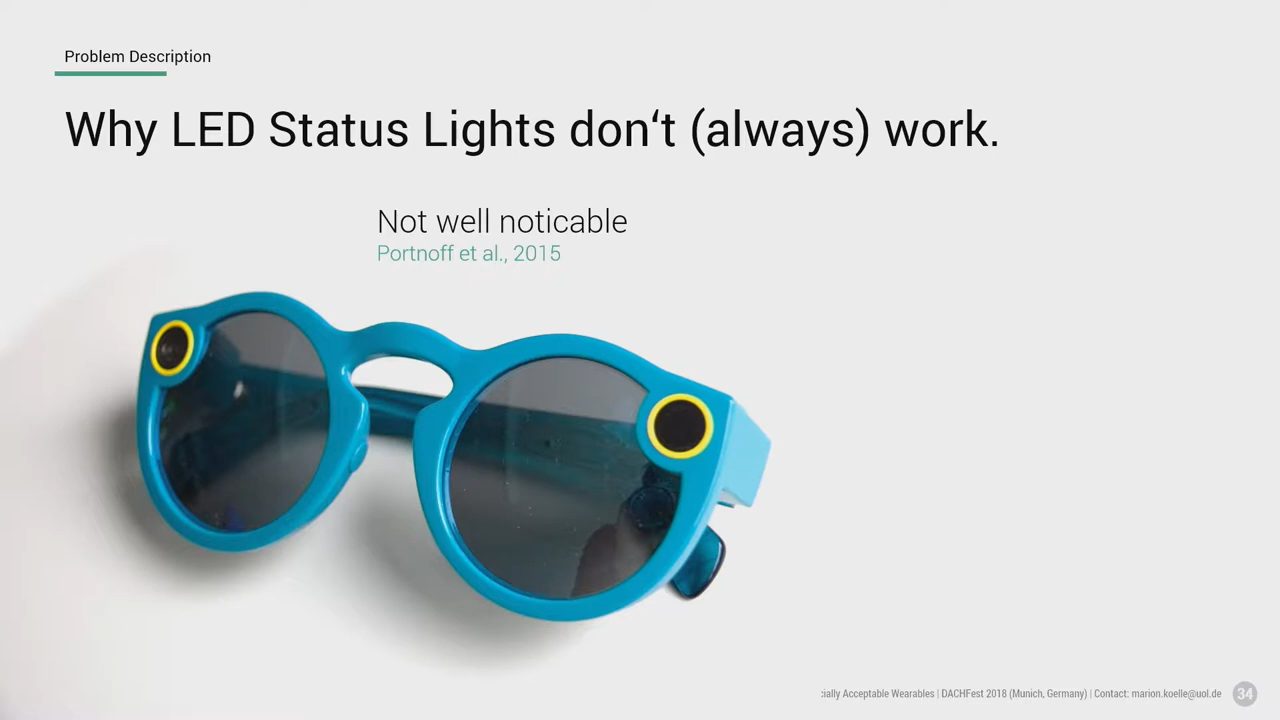 Problem Description
Why LED Status Lights don‘t (always) work.
Not well noticable
Portnoff et al., 2015
Acceptable Wearables | DACHFest 2018 (Munich, Germany) | Contact: marion.koelle@uol.de
34